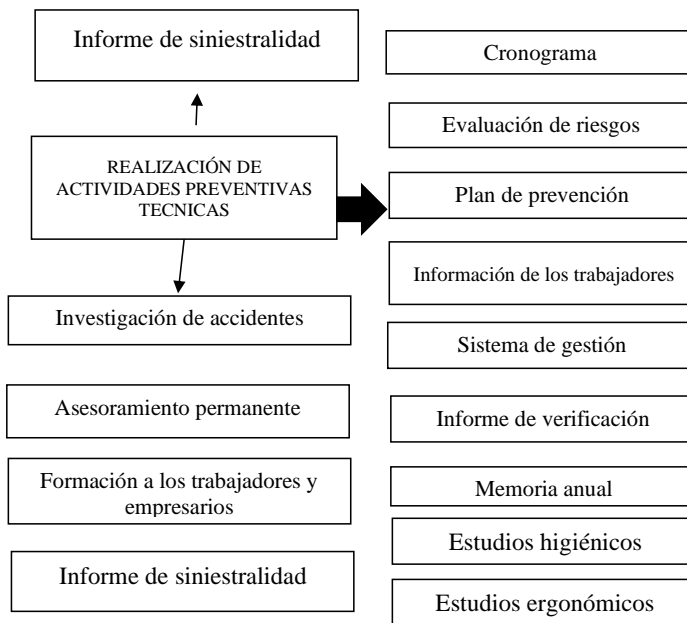 Informe de siniestralidad
REALIZACIÓN DE
ACTIVIDADES PREVENTIVAS
TECNICAS
Investigación de accidentes
Asesoramiento permanente
Formación a los trabajadores y
empresarios
Informe de siniestralidad
Cronograma
Evaluación de riesgos
Plan de prevención
Información de los trabajadores
Sistema de gestión
Informe de verificación
Memoria anual
Estudios higiénicos
Estudios ergonómicos